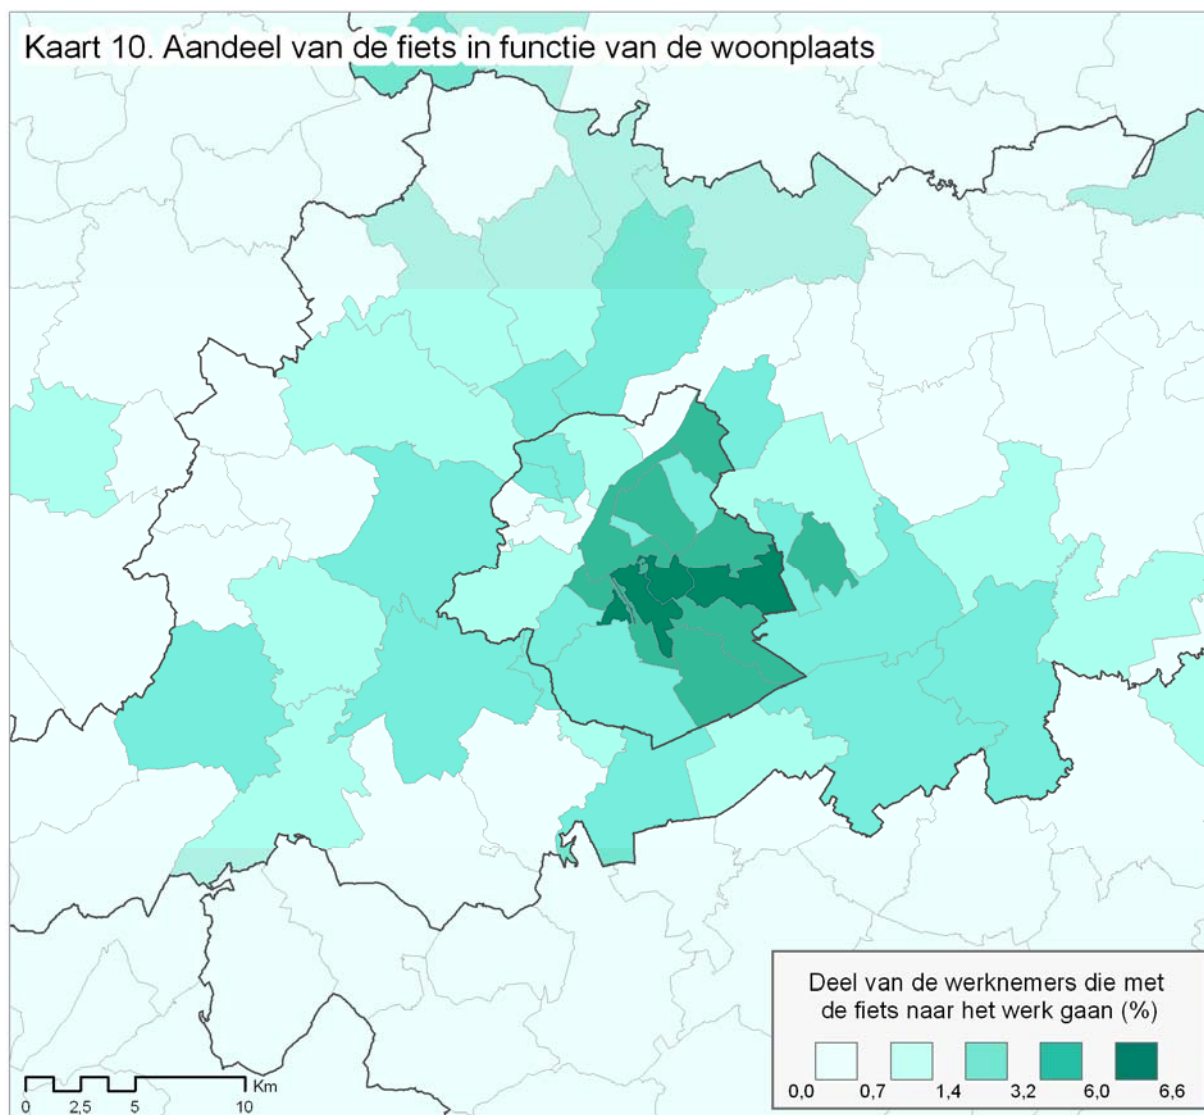 Kaart 10. Aandeel van de fiets in functie van de woonplaats
Deel van de werknemers die met
de fiets naar het werk gaan (%)
0,0 0,7 1,4 3,2 6,0 6,6
Km
0 2,5 5 10